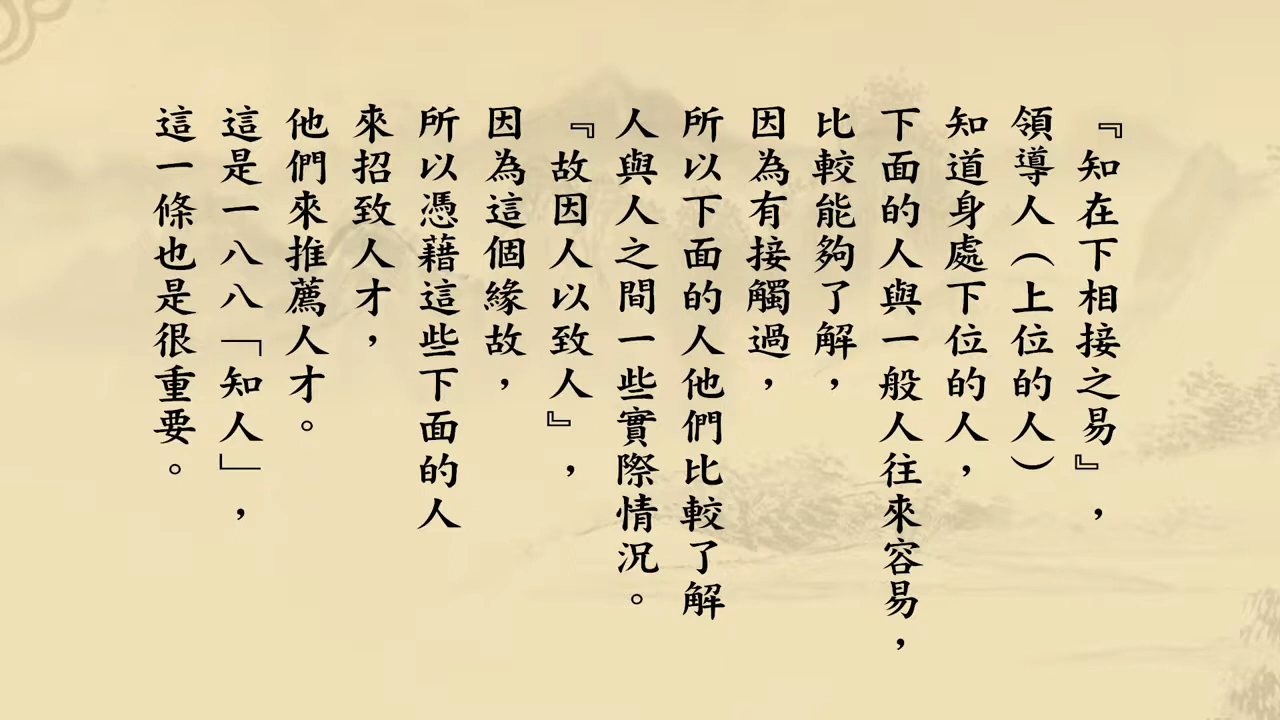 『知在下相接之易』，
領導人（上位的人）
知道身處下位的人，
下面的人與一般人往來容易，
比較能夠了解，
因為有接觸過，
所以下面的人他們比較了解
人與人之間一些實際情況。
『故因人以致人』，
因為這個緣故，
所以憑藉這些下面的人
來招致人才，
他們來推薦人才。
這是一八八「知人」，
這一條也是很重要。